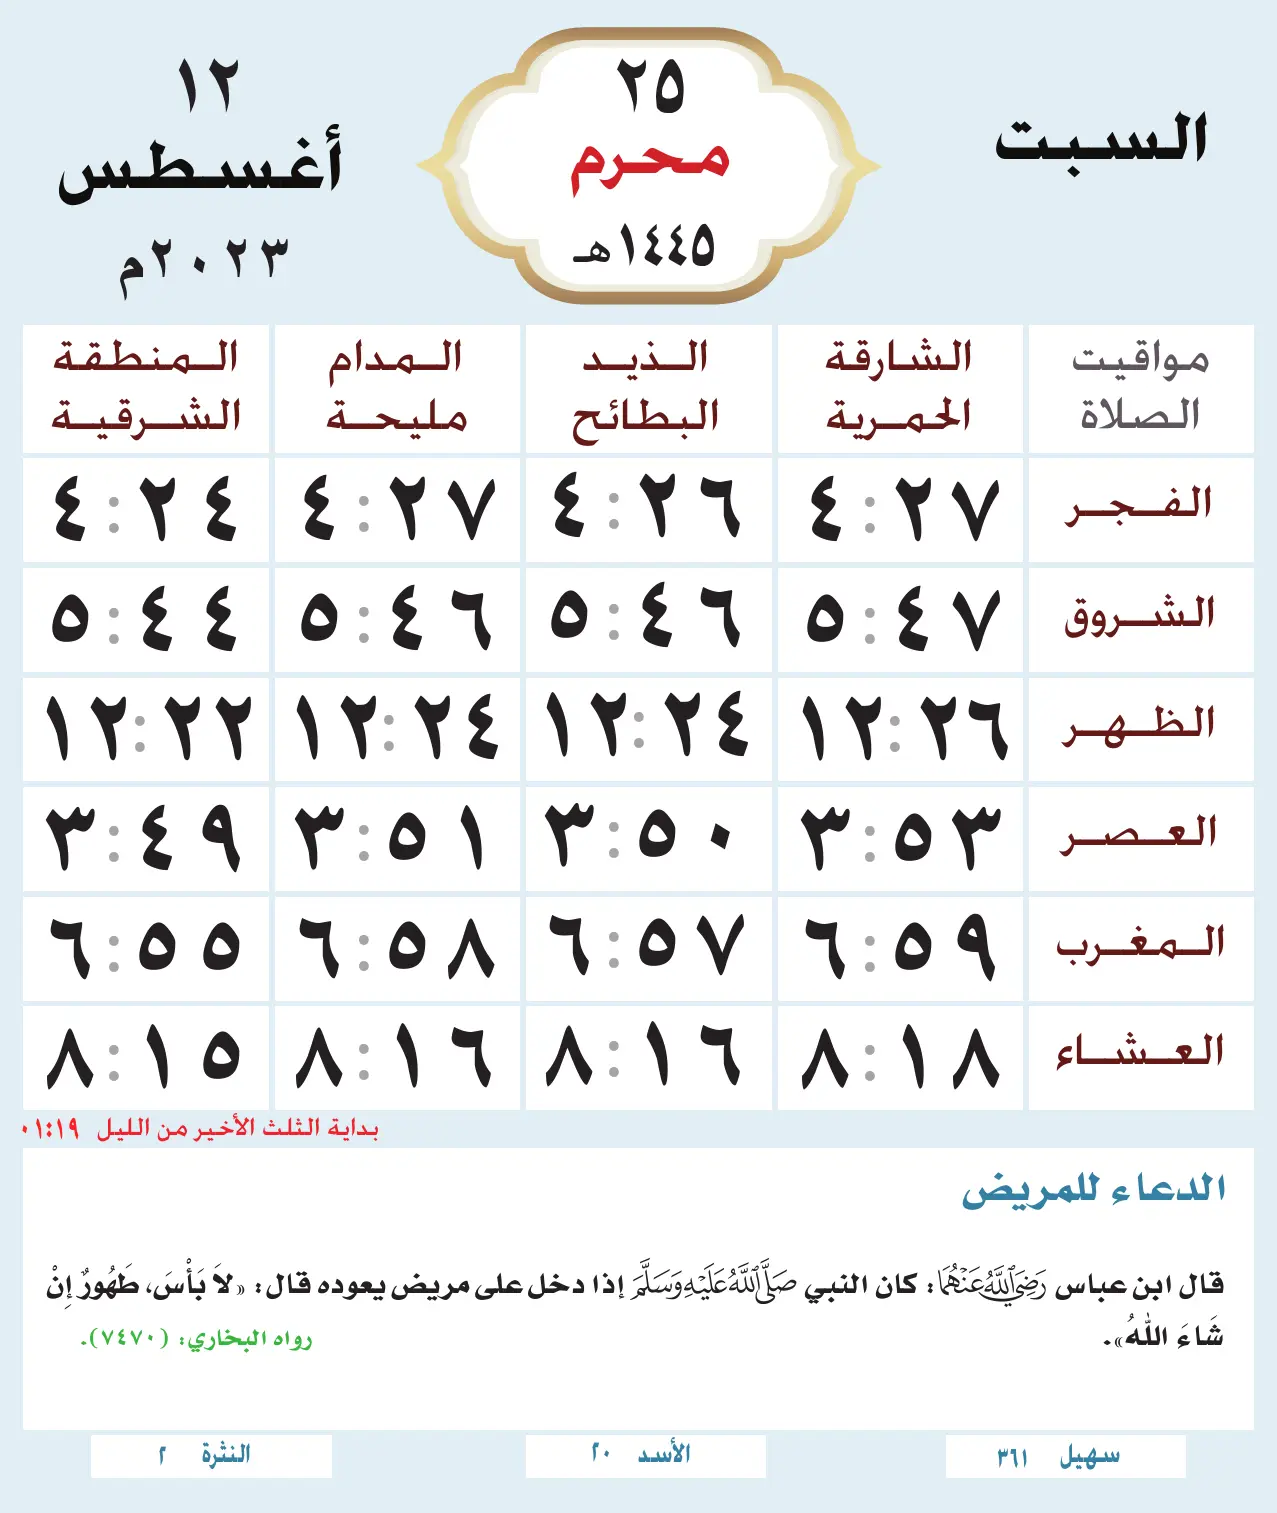 السبت
٢٥
محرم
١٤٤٥هـ
١٢
أغسطس
٢٠٢٣م
مواقيت الصلاة	الشارقة الحمرية	الذيد البطائح	المدام مليحة	المنطقة الشرقية
الفجر	٤:٢٧	٤:٢٦	٤:٢٧	٤:٢٤
الشروق	٥:٤٧	٥:٤٦	٥:٤٦	٥:٤٤
الظهر	١٢:٢٦	١٢:٢٤	١٢:٢٤	١٢:٢٢
العصر	٣:٥٣	٣:٥٠	٣:٥١	٣:٤٩
المغرب	٦:٥٩	٦:٥٧	٦:٥٨	٦:٥٥
العشاء	٨:١٨	٨:١٦	٨:١٦	٨:١٥
بداية الثلث الأخير من الليل ٠١:١٩
الدعاء للمريض
قال ابن عباس رَضِيَ اللَّهُ عَنْهُمَا: كان النبي صَلَّى اللَّهُ عَلَيْهِ وَسَلَّمَ إذا دخل على مريض يعوده قال: «لاَ بَأْسَ، طَهُورٌ إِنْ
شَاءَ اللهُ».
رواه البخاري: (٧٤٧٠).
سهيل ٣٦١
الأسد ٢٠
النثرة ٢